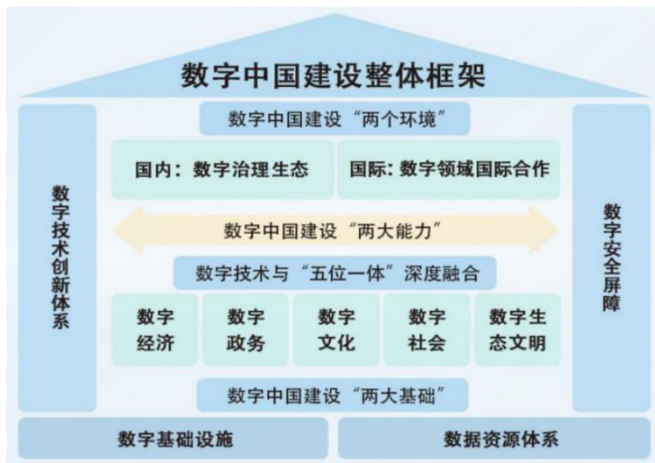 数字中国建设整体框架
数字中国建设“两个环境”
国内：数字治理生态
国际：数字领域国际合作
数字技术创新体系
数字中国建设“两大能力”
数字安全屏障
数字技术与“五位一体”深度融合
数字
经济
数字
政务
数字
文化
数字
社会
数字生
态文明
数字中国建设“两大基础”
数字基础设施
数据资源体系